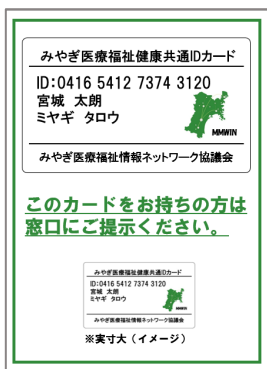 みやぎ医療福祉健康共通IDカード
ID:0416 5412 7374 3120
宮城 太朗
ミヤギ タロウ
MMWIN
みやぎ医療福祉情報ネットワーク協議会
このカードをお持ちの方は
窓口にご提示ください。
みやぎ医療福祉健康共通IDカード
ID:0416 5412 7374 3120
宮城 太朗
ミヤギ タロウ
MMWIN
みやぎ医療福祉情報ネットワーク協議会
※実寸大（イメージ）